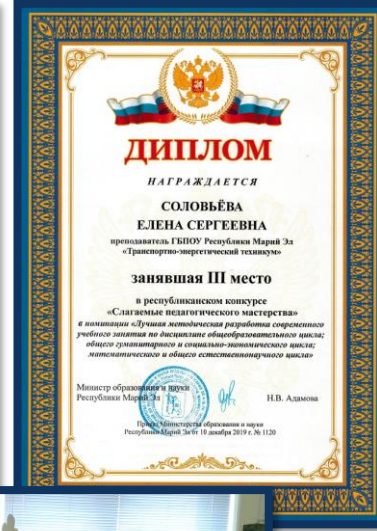 ДИПЛОМ
НАГРАЖДАЕТСЯ
СОЛОВЬЁВА
ЕЛЕНА СЕРГЕЕВНА
преподаватель ГБПОУ Республики Марий Эл
«Транспортно-энергетический техникум»
занявшая III место
в республиканском конкурсе
«Слагаемые педагогического мастерства»
в номинации «Лучшая методическая разработка современного
учебного занятия по дисциплине общеобразовательного цикла;
общего гуманитарного и социально-экономического цикла;
математического и общего естественнонаучного цикла»
Министр образования и науки
Республики Марий Эл
Н.В. Адамова
Приказ Министерства образования и науки
Республики Марий Эл от 10 декабря 2019 г. № 1120